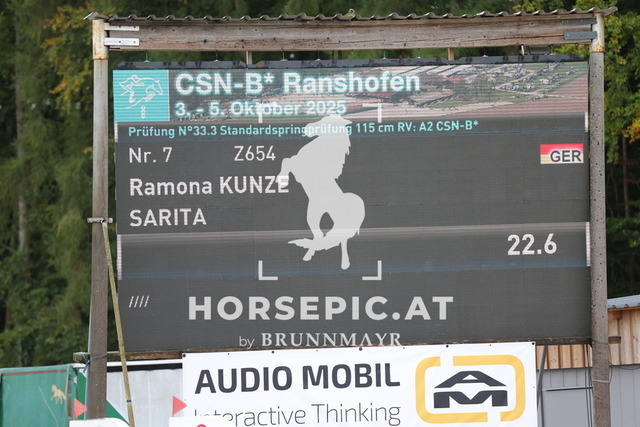 CSN-B* Ranshofen
3. - 5. Oktober 2025
Prüfung N°33.3 Standardspringprüfung 115 cm RV: A2 CSN-B*
Nr. 7 Z654
GER
Ramona KUNZE
SARITA
22.6
////
HORSEPIC.AT
by BRUNNMAYR
AUDIO MOBIL
Interactive Thinking
AM